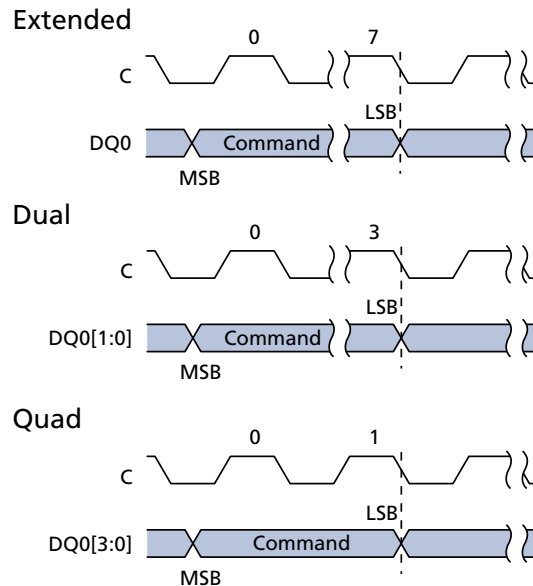 Extended
0 7
C
LSB
DQ0 Command
MSB
Dual
0 3
C
LSB
DQ0[1:0] Command
MSB
Quad
0 1
C
LSB
DQ0[3:0] Command
MSB